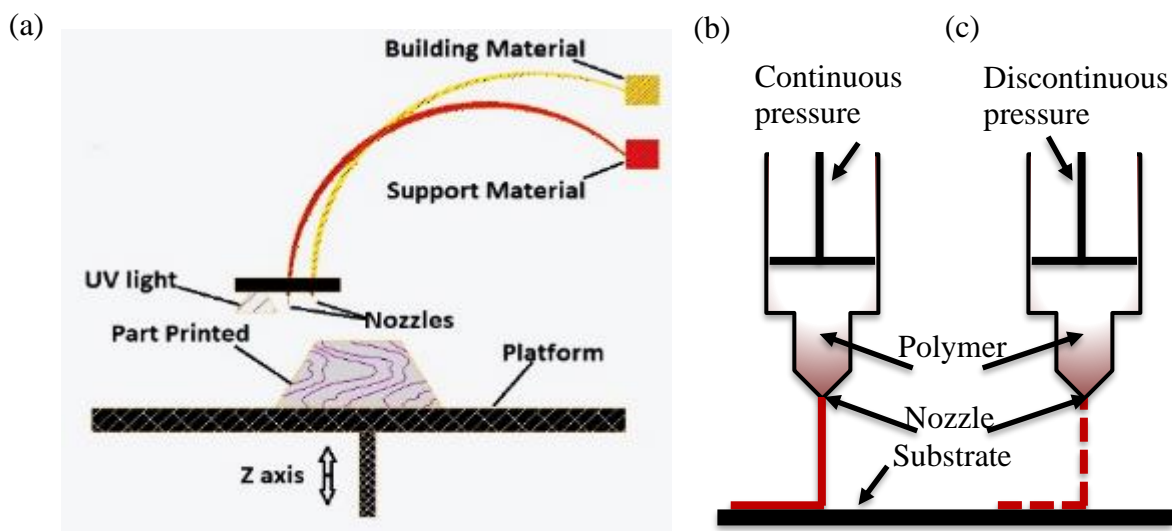 (a)
Building Material
Support Material
UV light
Nozzles
Part Printed
Platform
Z axis
(b)
(c)
Continuous
pressure
Discontinuous
pressure
Polymer
Nozzle
Substrate